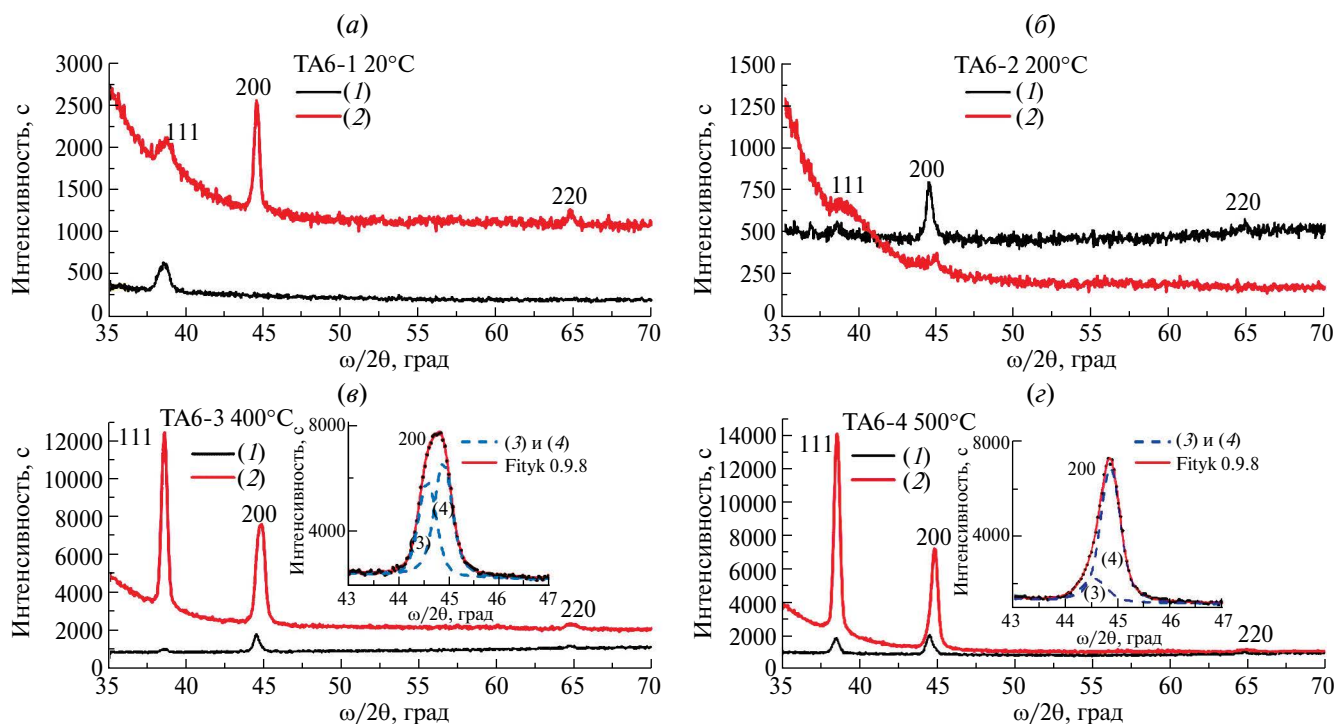 (а)
TA6-1 20°C
(1)
(2)
111
200
220
3000
2500
2000
1500
1000
500
0
35 40 45 50 55 60 65 70
Интенсивность, с
ω/2θ, град
(б)
TA6-2 200°C
(1)
(2)
111
200
220
1500
1250
1000
750
500
250
0
35 40 45 50 55 60 65 70
Интенсивность, с
ω/2θ, град
(в)
TA6-3 400°C
(1)
(2)
111
200
220
12000
10000
8000
6000
4000
2000
0
35 40 45 50 55 60 65 70
Интенсивность, с
ω/2θ, град
8000
4000
200
(3) и (4)
Fityk 0.9.8
(4)
(3)
43 44 45 46 47
Интенсивность, с
ω/2θ, град
(г)
TA6-4 500°C
(1)
(2)
111
200
220
14000
12000
10000
8000
6000
4000
2000
0
35 40 45 50 55 60 65 70
Интенсивность, с
ω/2θ, град
8000
4000
200
(3) и (4)
Fityk 0.9.8
(4)
(3)
43 44 45 46 47
Интенсивность, с
ω/2θ, град